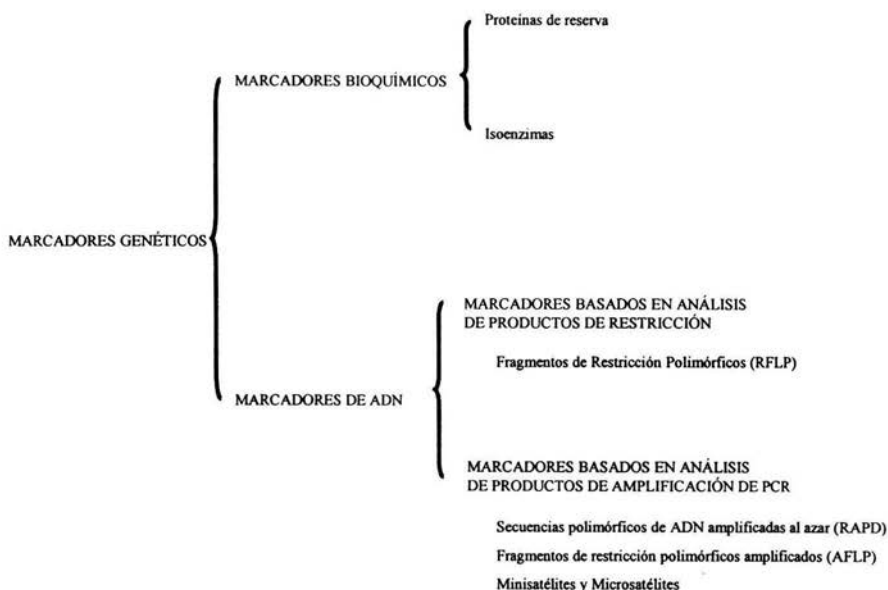 Proteínas de reserva
MARCADORES BIOQUÍMICOS
Isoenzimas
MARCADORES GENÉTICOS
MARCADORES BASADOS EN ANÁLISIS
DE PRODUCTOS DE RESTRICCIÓN
Fragmentos de Restricción Polimórficos (RFLP)
MARCADORES DE ADN
MARCADORES BASADOS EN ANÁLISIS
DE PRODUCTOS DE AMPLIFICACIÓN DE PCR
Secuencias polimórficos de ADN amplificadas al azar (RAPD)
Fragmentos de restricción polimórficos amplificados (AFLP)
Minisatélites y Microsatélites